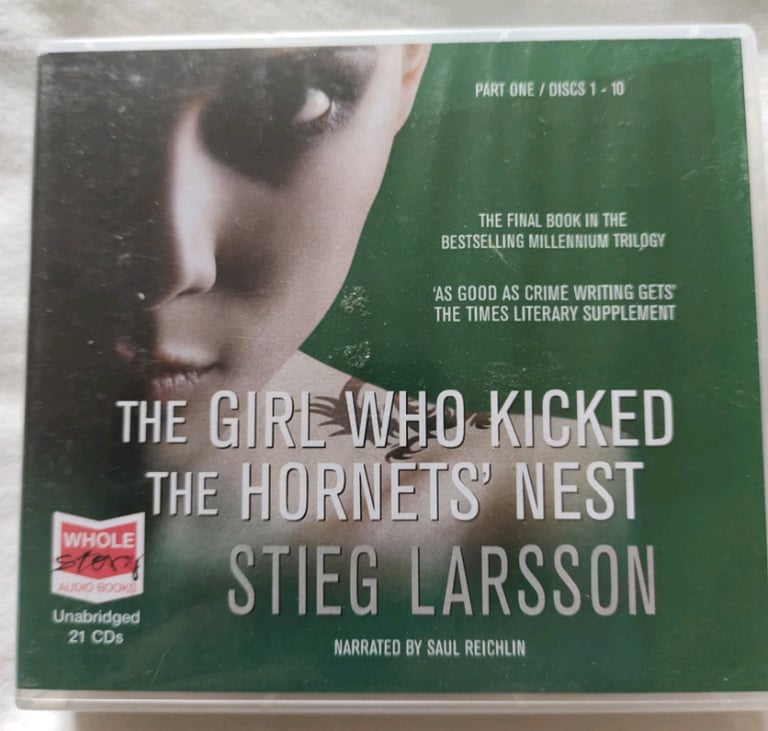 PART ONE / DISCS 1 - 10
THE FINAL BOOK IN THE
BESTSELLING MILLENNIUM TRILOGY
'AS GOOD AS CRIME WRITING GETS'
THE TIMES LITERARY SUPPLEMENT
THE GIRL WHO KICKED
THE HORNETS' NEST
STIEG LARSSON
WHOLE
story
AUDIO BOOKS
Unabridged
21 CDs
NARRATED BY SAUL REICHLIN